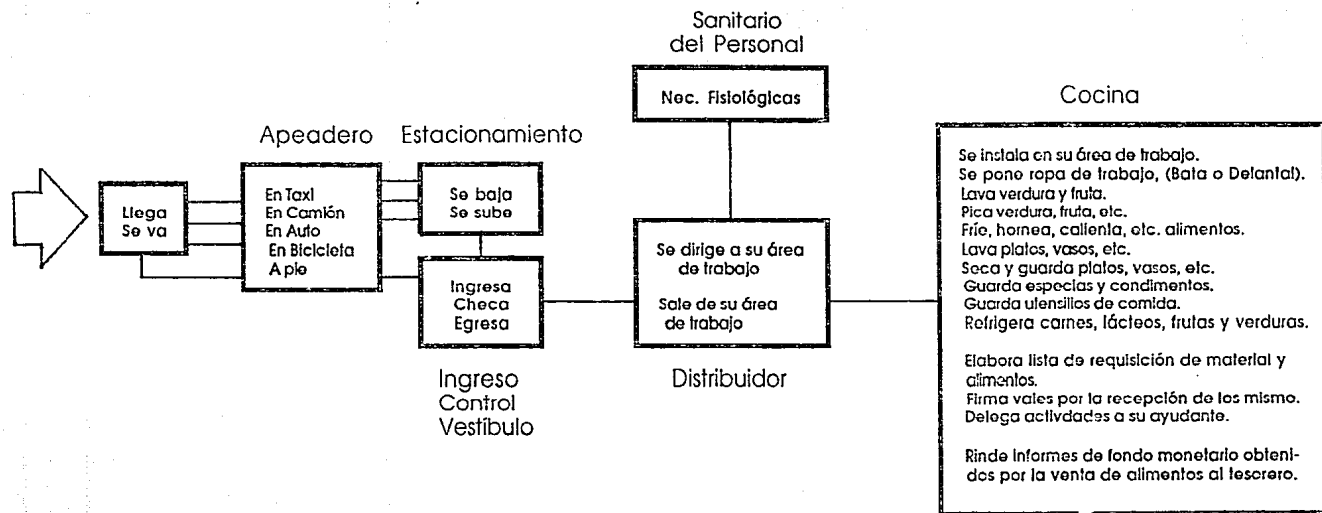 Sanitario
del Personal
Nec. Fisiológicas
Cocina
Apeadero
Estacionamiento
Llega
Se va
En Taxi
En Camión
En Auto
En Bicicleta
A pie
Se baja
Se sube
Ingresa
Checa
Egresa
Ingreso
Control
Vestíbulo
Se dirige a su área
de trabajo
Sale de su área
de trabajo
Distribuidor
Se instala en su área de trabajo.
Se pone ropa de trabajo, (Bata o Delantal).
Lava verdura y fruta.
Pica verdura, fruta, etc.
Fríe, hornea, calienta, etc. alimentos.
Lava platos, vasos, etc.
Seca y guarda platos, vasos, etc.
Guarda especias y condimentos.
Guarda utensilios de comida.
Refrigera carnes, lácteos, frutas y verduras.
Elabora lista de requisición de material y
alimentos.
Firma vales por la recepción de los mismo.
Delega activdades a su ayudante.
Rinde informes de fondo monetario obteni-
dos por la venta de alimentos al tesorero.